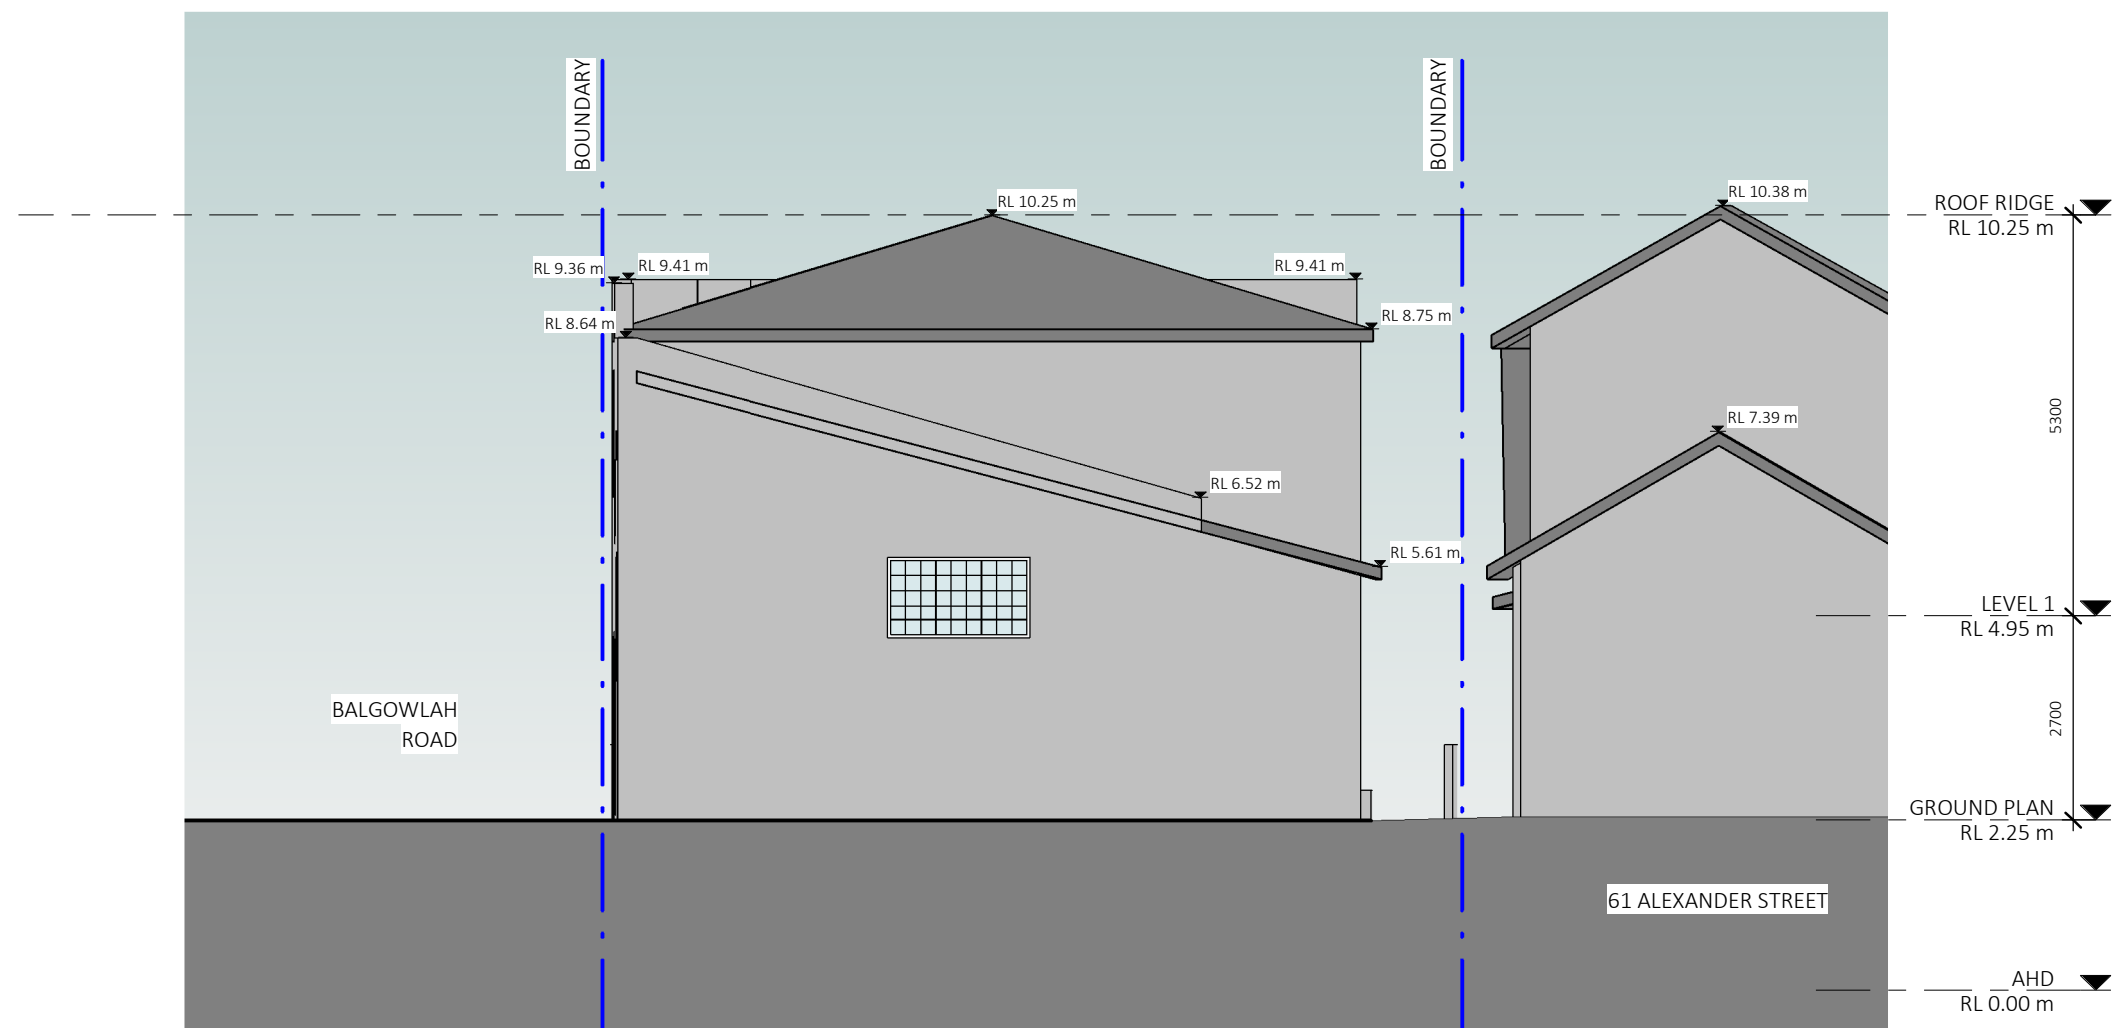 BOUNDARY
BOUNDARY
RL 10.25 m
RL 10.38 m
ROOF RIDGE
RL 10.25 m
RL 9.36 m
RL 9.41 m
RL 9.41 m
RL 8.64 m
RL 8.75 m
RL 7.39 m
5300
RL 6.52 m
RL 5.61 m
LEVEL 1
RL 4.95 m
BALGOWLAH
ROAD
2700
GROUND PLAN
RL 2.25 m
61 ALEXANDER STREET
AHD
RL 0.00 m